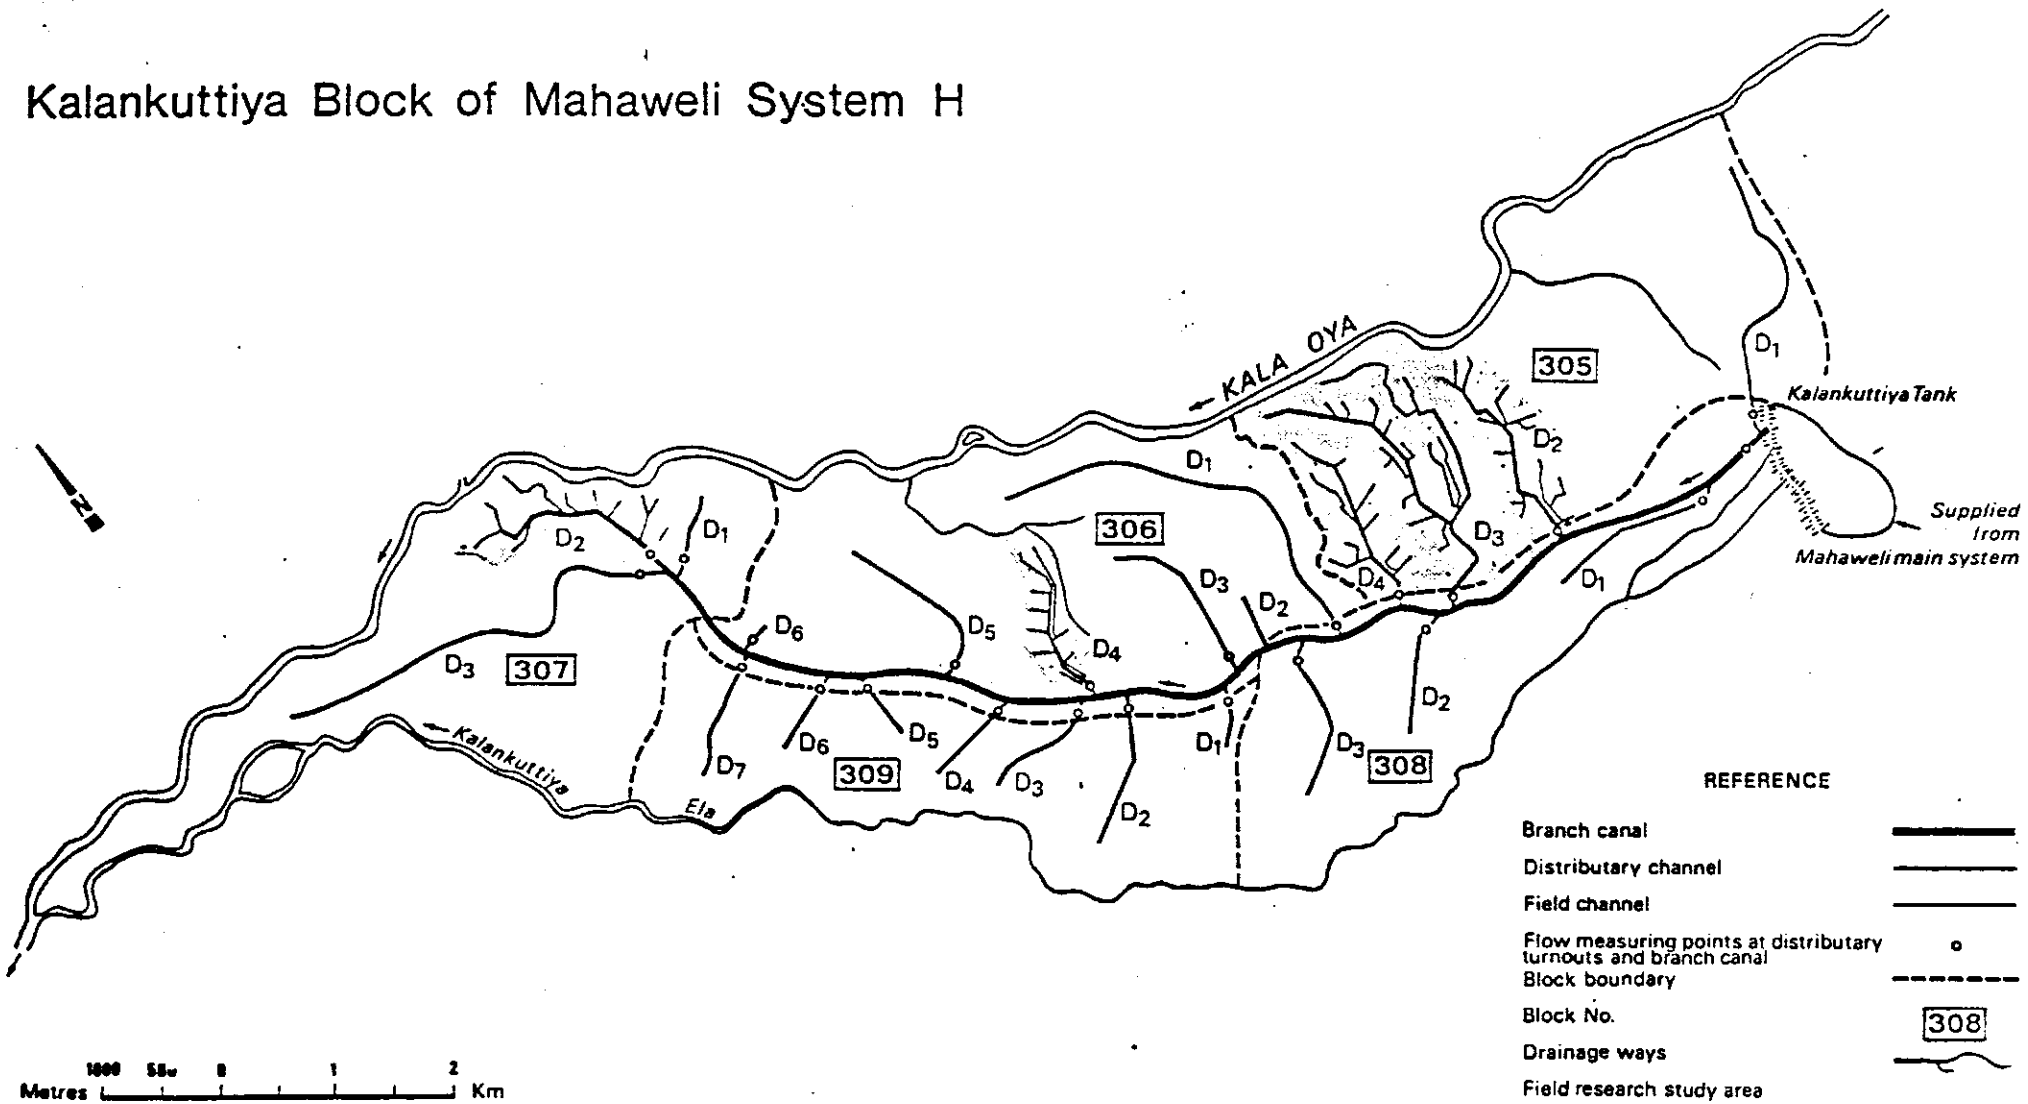 Kalankuttiya Block of Mahaweli System H
KALA OYA
305
D1
Kalankuttiya Tank
D2
D1
306
D3
D4
D1
Supplied
from
Mahaweli main system
D1
D2
D3
D2
D5
D4
D6
D3
307
D2
D3
308
D1
D5
D6
D7
309
D4
D3
D2
Kalankuttiya
Ela
N
REFERENCE
Branch canal
Distributary channel
Field channel
Flow measuring points at distributary
turnouts and branch canal
Block boundary
Block No.
308
Drainage ways
Field research study area
1000 0 1 2
Metres Km